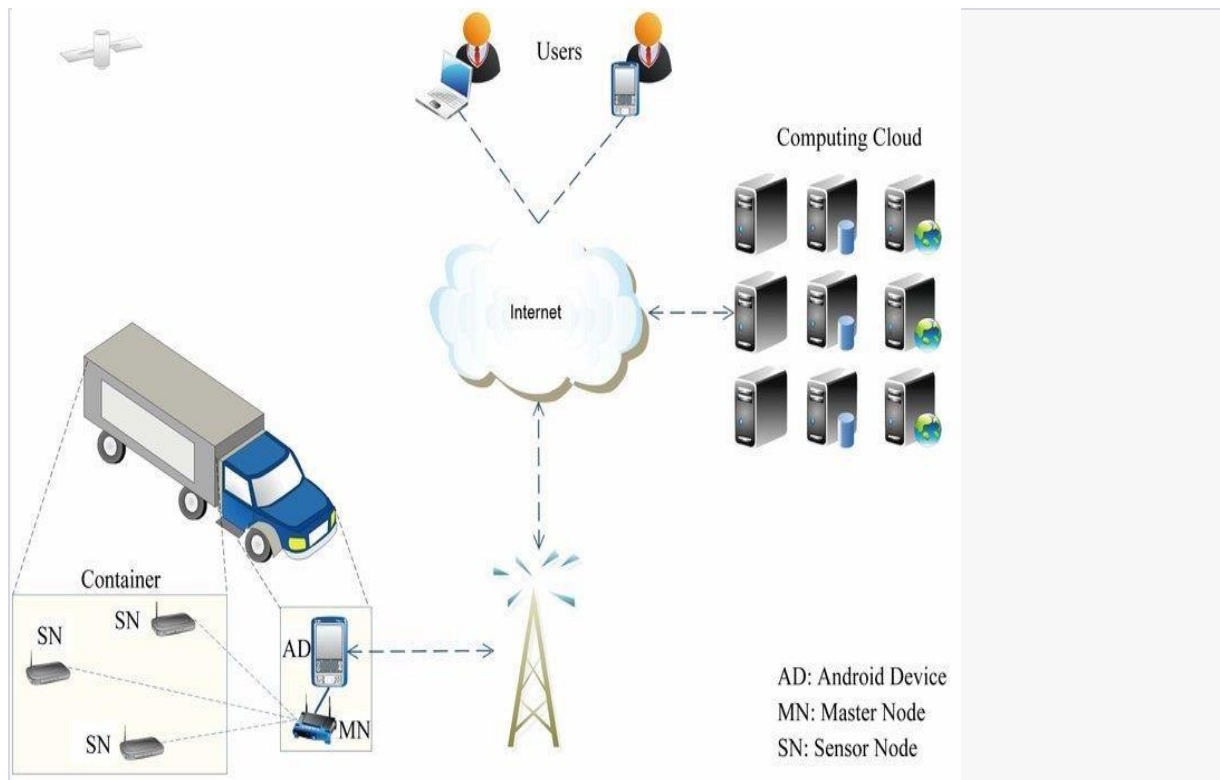 Users
Computing Cloud
Internet
Container
SN
SN
SN
AD
MN
AD: Android Device
MN: Master Node
SN: Sensor Node